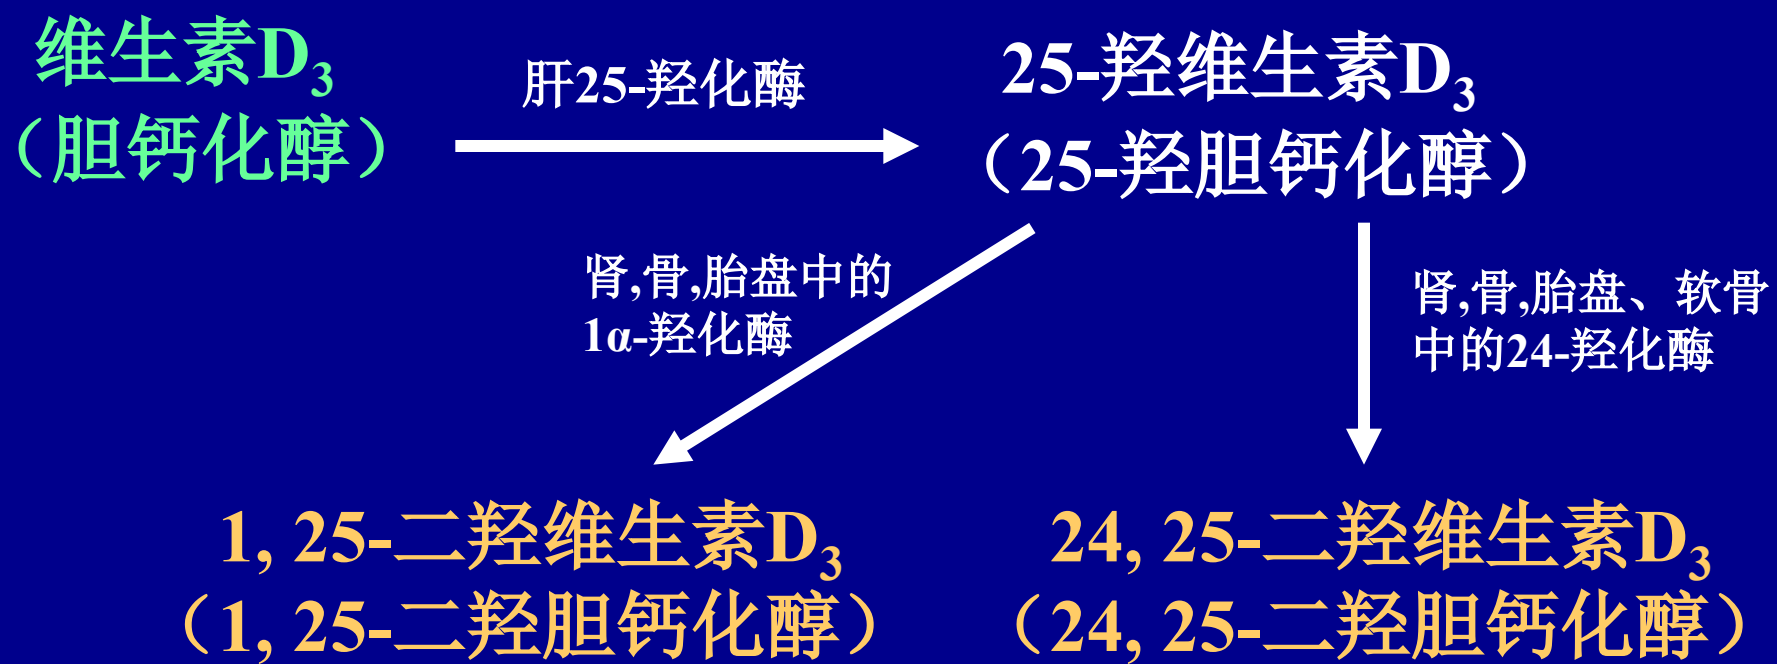 维生素D₃
（胆钙化醇）
肝25-羟化酶
25-羟维生素D₃
（25-羟胆钙化醇）
肾,骨,胎盘中的
1α-羟化酶
肾,骨,胎盘、软骨
中的24-羟化酶
1, 25-二羟维生素D₃
（1, 25-二羟胆钙化醇）
24, 25-二羟维生素D₃
（24, 25-二羟胆钙化醇）